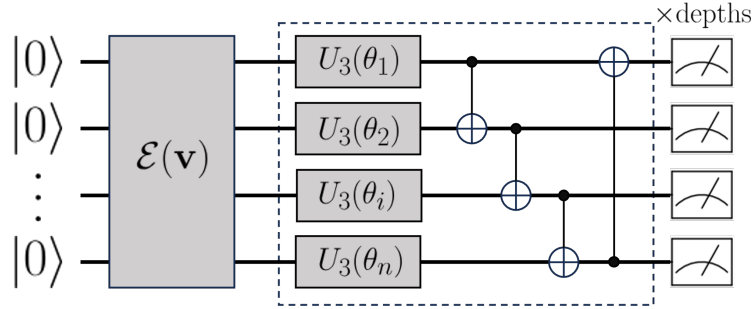 ×depths
|0⟩ U₃(θ₁)
|0⟩ U₃(θ₂)
ℰ(𝐯)
⋮ U₃(θᵢ)
|0⟩ U₃(θₙ)